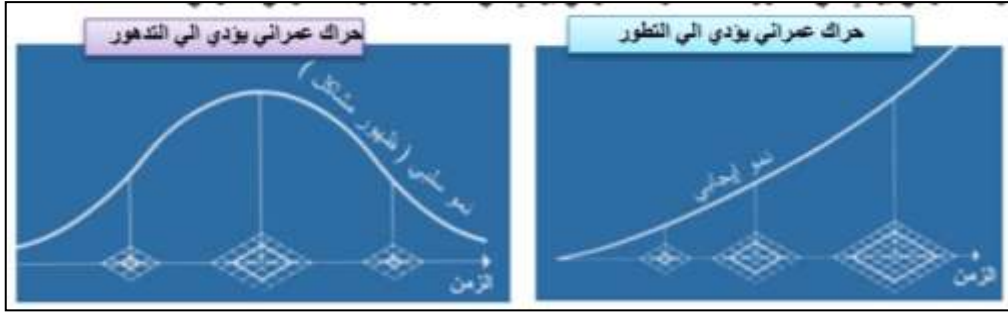 حراك عمراني يؤدي الي التطور
نمو إيجابي
الزمن
حراك عمراني يؤدي الي التدهور
نمو سلبي ( ظهور مشاكل )
الزمن